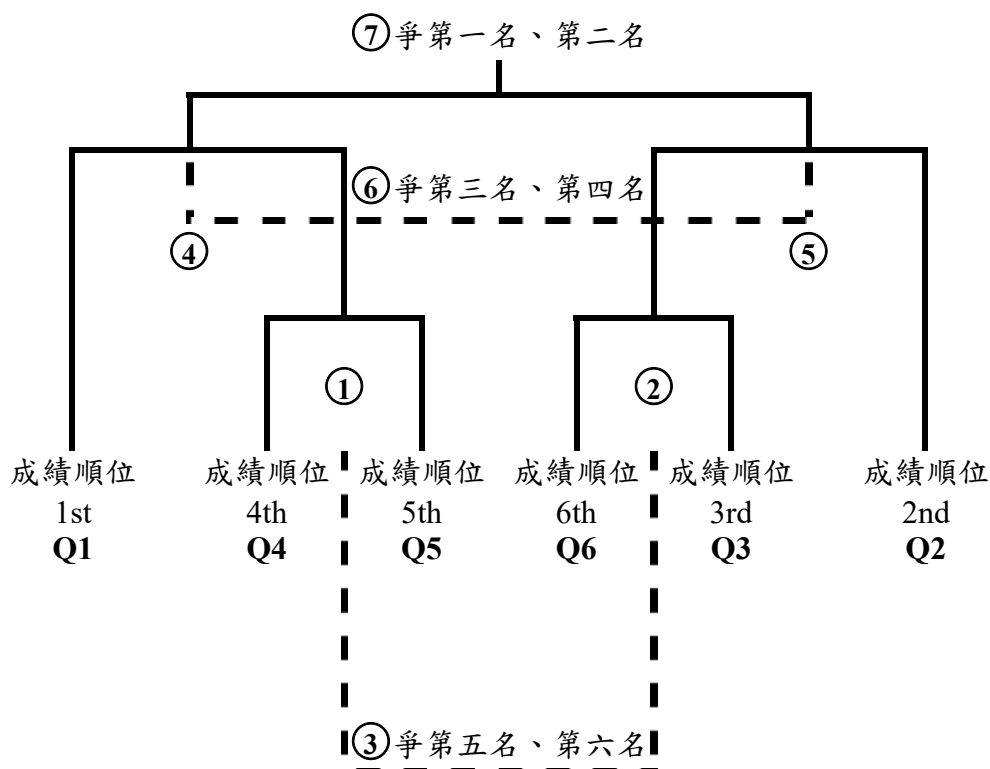 ⑦爭第一名、第二名
⑥爭第三名、第四名
④ ⑤
① ②
成績順位 成績順位 成績順位 成績順位 成績順位 成績順位
1st 4th 5th 6th 3rd 2nd
Q1 Q4 Q5 Q6 Q3 Q2
③爭第五名、第六名